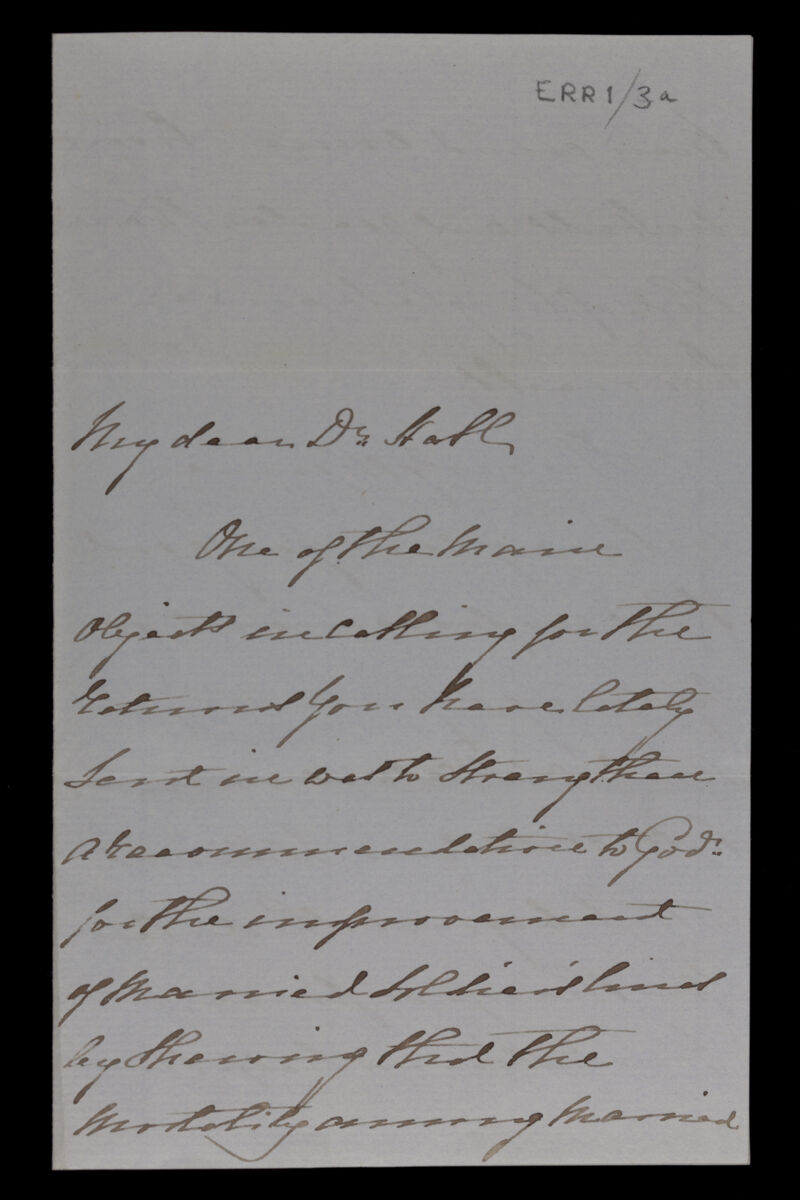 ERR1/3a
My dear Dr. Hall,
One of the main
objects in calling for the
returns you have lately
sent in was to strengthen
a recommendation to Govt.
for the improvement
of married soldiers lines
by showing that the
mortality among married